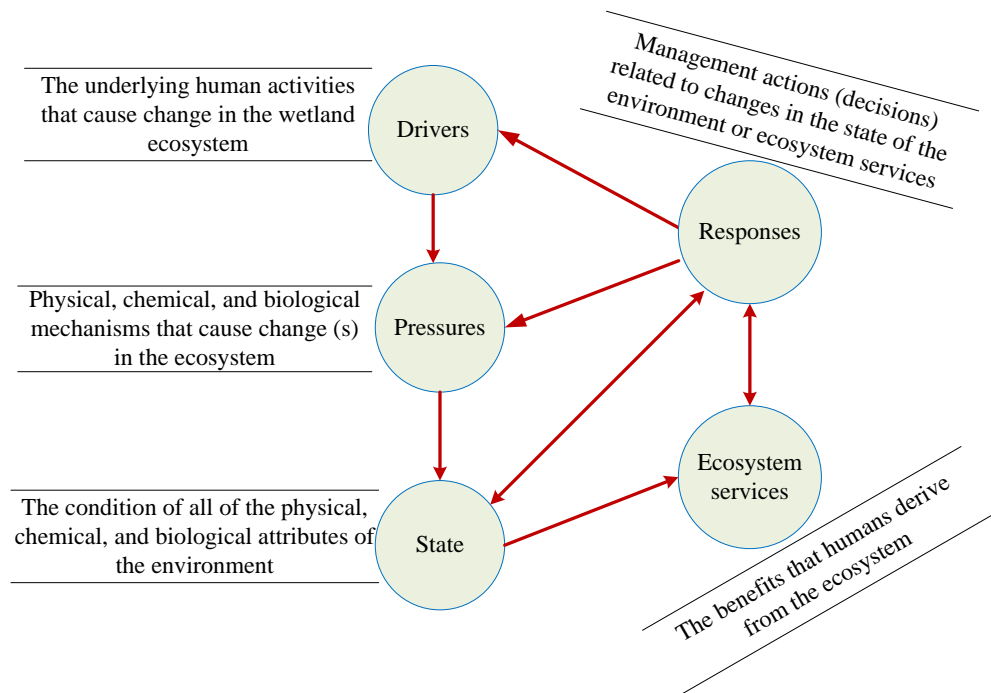 The underlying human activities
that cause change in the wetland
ecosystem
Drivers
Management actions (decisions)
related to changes in the state of the
environment or ecosystem services
Responses
Physical, chemical, and biological
mechanisms that cause change (s)
in the ecosystem
Pressures
Ecosystem
services
The condition of all of the physical,
chemical, and biological attributes of
the environment
State
The benefits that humans derive
from the ecosystem